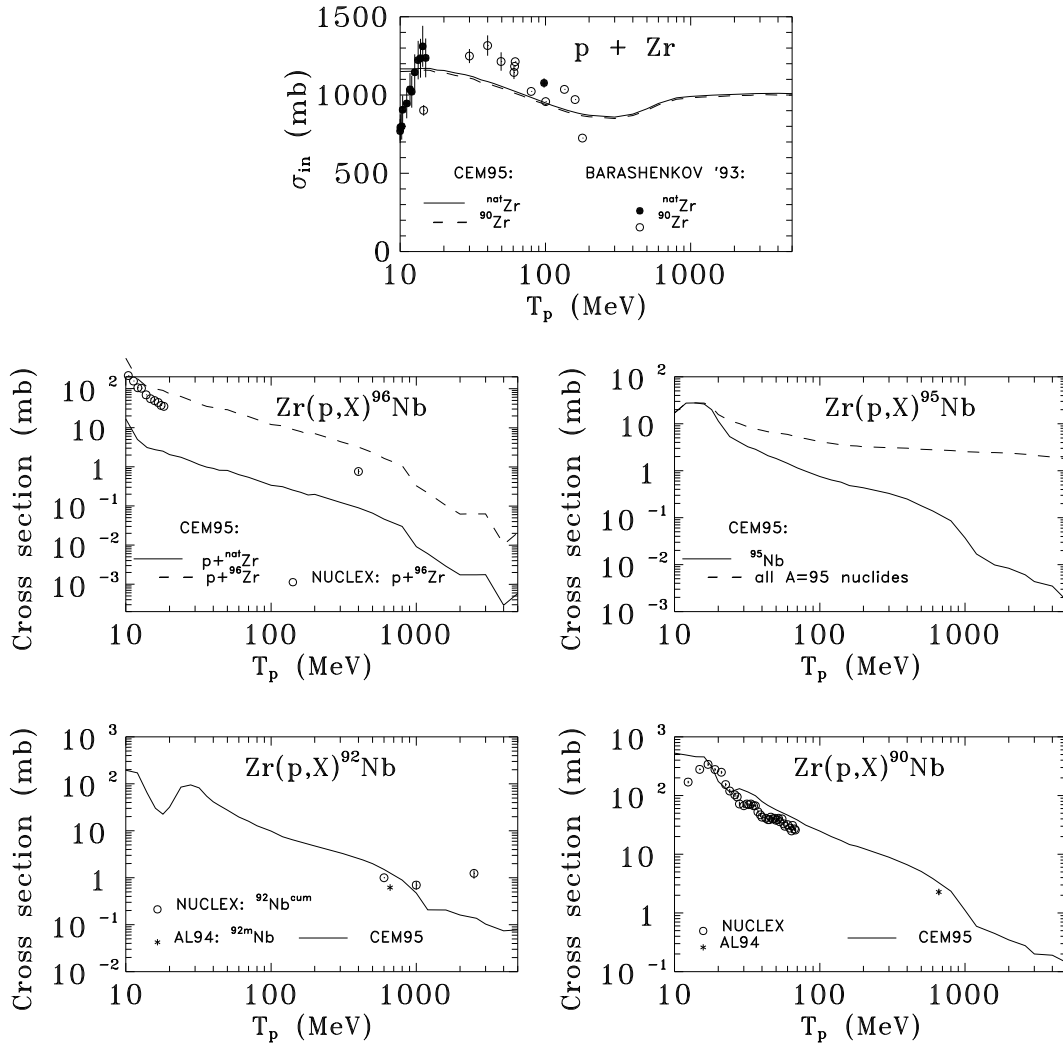 1500
p + Zr
1000
σin (mb)
500
CEM95: BARASHENKOV '93:
natZr natZr
90Zr 90Zr
0
10 100 1000
Tp (MeV)
Zr(p,X)96Nb
10 2
10
1
10 -1
10 -2
10 -3
Cross section (mb)
CEM95:
p+natZr
p+96Zr NUCLEX: p+96Zr
10 100 1000
Tp (MeV)
Zr(p,X)95Nb
10 2
10
1
10 -1
10 -2
10 -3
Cross section (mb)
CEM95:
95Nb
all A=95 nuclides
10 100 1000
Tp (MeV)
Zr(p,X)92Nb
10 3
10 2
10
1
10 -1
10 -2
Cross section (mb)
NUCLEX: 92Nbcum
AL94: 92mNb CEM95
10 100 1000
Tp (MeV)
Zr(p,X)90Nb
10 3
10 2
10
1
10 -1
Cross section (mb)
NUCLEX
AL94 CEM95
10 100 1000
Tp (MeV)